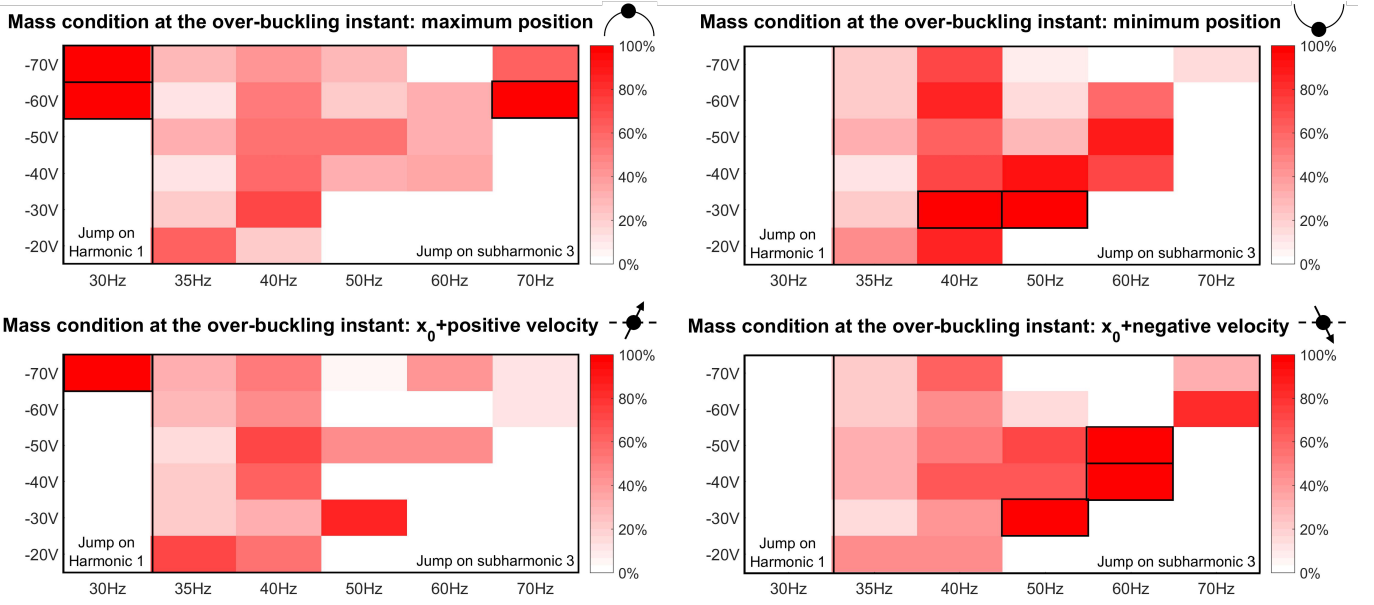 Mass condition at the over-buckling instant: maximum position
-70V
-60V
-50V
-40V
-30V
-20V
Jump on
Harmonic 1
Jump on subharmonic 3
30Hz 35Hz 40Hz 50Hz 60Hz 70Hz
100%
80%
60%
40%
20%
0%
Mass condition at the over-buckling instant: minimum position
-70V
-60V
-50V
-40V
-30V
-20V
Jump on
Harmonic 1
Jump on subharmonic 3
30Hz 35Hz 40Hz 50Hz 60Hz 70Hz
100%
80%
60%
40%
20%
0%
Mass condition at the over-buckling instant: x0+positive velocity
-70V
-60V
-50V
-40V
-30V
-20V
Jump on
Harmonic 1
Jump on subharmonic 3
30Hz 35Hz 40Hz 50Hz 60Hz 70Hz
100%
80%
60%
40%
20%
0%
Mass condition at the over-buckling instant: x0+negative velocity
-70V
-60V
-50V
-40V
-30V
-20V
Jump on
Harmonic 1
Jump on subharmonic 3
30Hz 35Hz 40Hz 50Hz 60Hz 70Hz
100%
80%
60%
40%
20%
0%